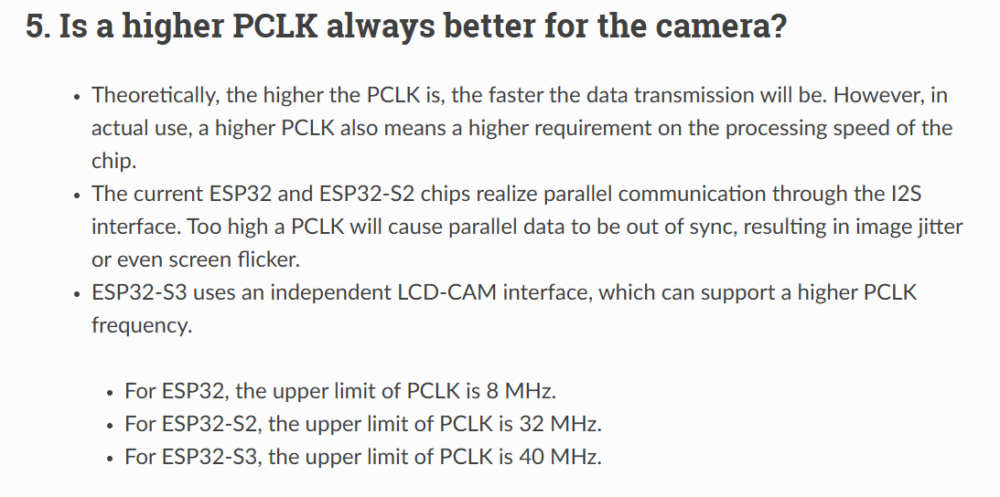 5. Is a higher PCLK always better for the camera?
• Theoretically, the higher the PCLK is, the faster the data transmission will be. However, in
actual use, a higher PCLK also means a higher requirement on the processing speed of the
chip.
• The current ESP32 and ESP32-S2 chips realize parallel communication through the I2S
interface. Too high a PCLK will cause parallel data to be out of sync, resulting in image jitter
or even screen flicker.
• ESP32-S3 uses an independent LCD-CAM interface, which can support a higher PCLK
frequency.
• For ESP32, the upper limit of PCLK is 8 MHz.
• For ESP32-S2, the upper limit of PCLK is 32 MHz.
• For ESP32-S3, the upper limit of PCLK is 40 MHz.